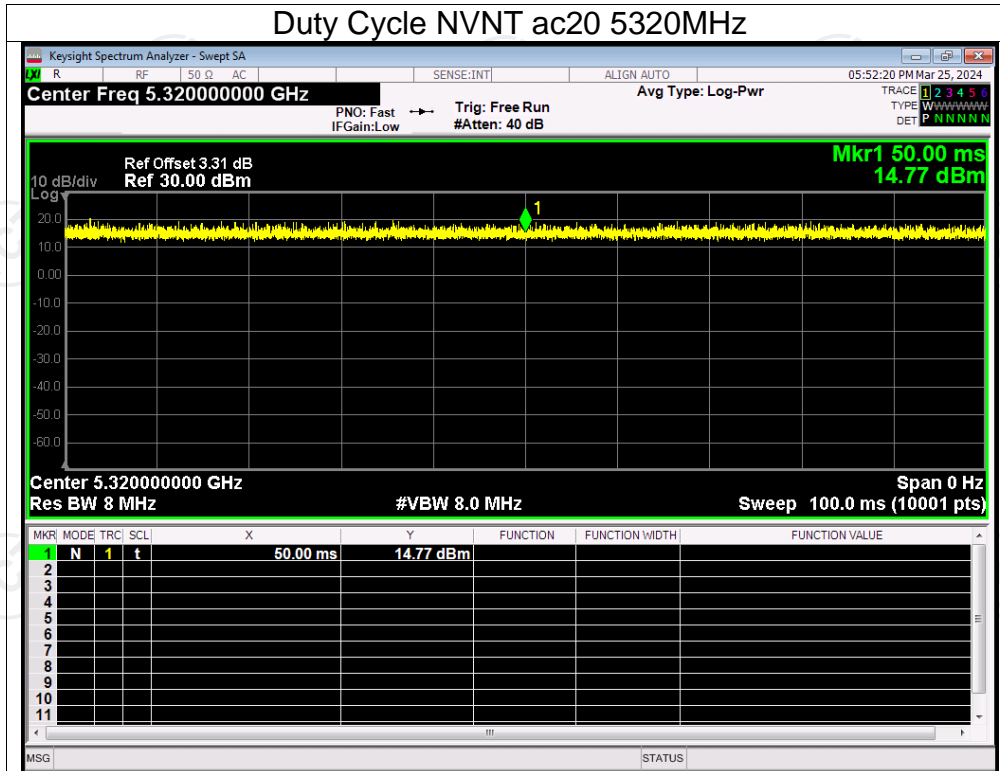 Duty Cycle NVNT ac20 5320MHz
Keysight Spectrum Analyzer - Swept SA
LXI R RF 50 Ω AC SENSE:INT ALIGN AUTO 05:52:20 PM Mar 25, 2024
Center Freq 5.320000000 GHz
PNO: Fast
IFGain:Low
Trig: Free Run
#Atten: 40 dB
Avg Type: Log-Pwr
TRACE 1 2 3 4 5 6
TYPE WWWWWW
DET P N N N N N
Mkr1 50.00 ms
14.77 dBm
Ref Offset 3.31 dB
Ref 30.00 dBm
10 dB/div
Log
1
20.0
10.0
0.00
-10.0
-20.0
-30.0
-40.0
-50.0
-60.0
Center 5.320000000 GHz Span 0 Hz
Res BW 8 MHz #VBW 8.0 MHz Sweep 100.0 ms (10001 pts)
MKR MODE TRC SCL X Y FUNCTION FUNCTION WIDTH FUNCTION VALUE
1 N 1 t 50.00 ms 14.77 dBm
2
3
4
5
6
7
8
9
10
11
MSG STATUS